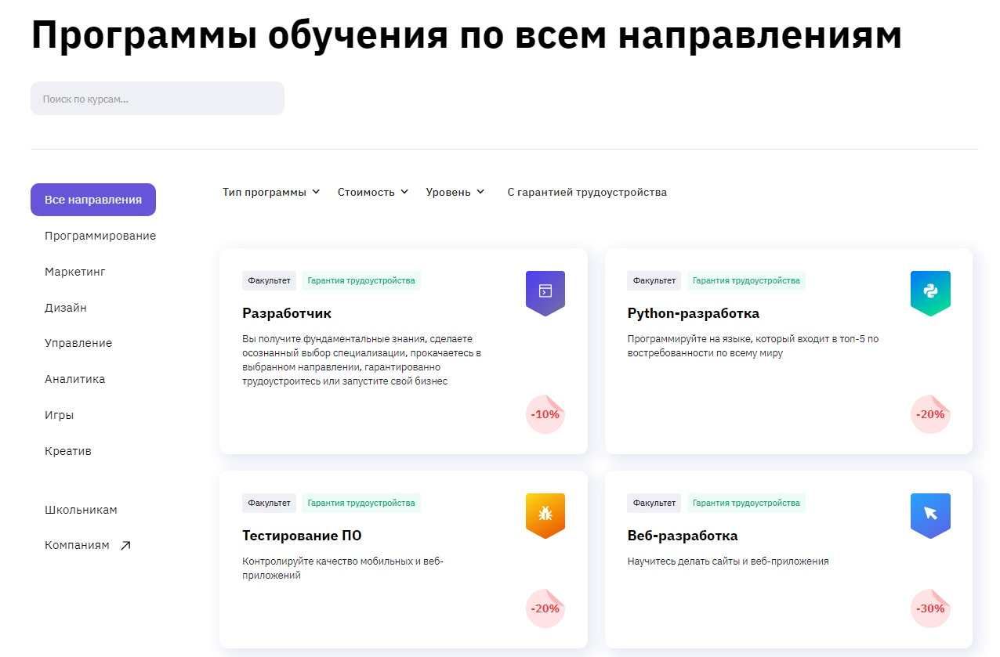 Программы обучения по всем направлениям
Поиск по курсам...
Все направления
Программирование
Маркетинг
Дизайн
Управление
Аналитика
Игры
Креатив
Школьникам
Компаниям
Тип программы
Стоимость
Уровень
С гарантией трудоустройства
Факультет
Гарантия трудоустройства
Разработчик
Вы получите фундаментальные знания, сделаете
осознанный выбор специализации, прокачаетесь в
выбранном направлении, гарантированно
трудоустроитесь или запустите свой бизнес
-10%
Факультет
Гарантия трудоустройства
Python-разработка
Программируйте на языке, который входит в топ-5 по
востребованности по всему миру
-20%
Факультет
Гарантия трудоустройства
Тестирование ПО
Контролируйте качество мобильных и веб-
приложений
-20%
Факультет
Гарантия трудоустройства
Веб-разработка
Научитесь делать сайты и веб-приложения
-30%